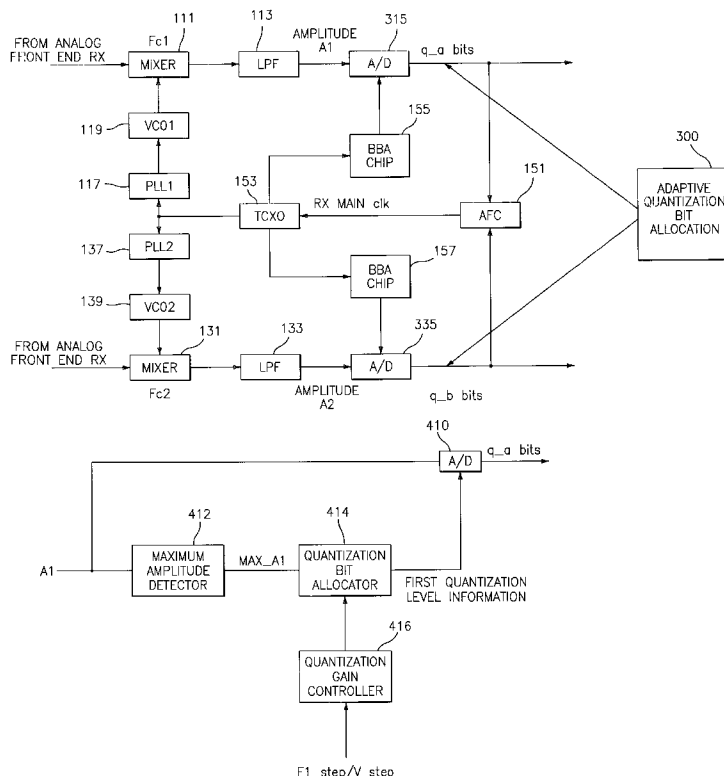 111
113
AMPLITUDE
A1
315
q_a bits
FROM ANALOG
FRONT END RX
Fc1
MIXER
LPF
A/D
119
VCO1
155
BBA
CHIP
300
117
PLL1
153
TCXO
RX MAIN clk
151
AFC
ADAPTIVE
QUANTIZATION
BIT
ALLOCATION
137
PLL2
157
BBA
CHIP
139
VCO2
FROM ANALOG
FRONT END RX
131
133
335
MIXER
LPF
A/D
Fc2
AMPLITUDE
A2
q_b bits
410
A/D
q_a bits
412
414
A1
MAXIMUM
AMPLITUDE
DETECTOR
MAX_A1
QUANTIZATION
BIT
ALLOCATOR
FIRST QUANTIZATION
LEVEL INFORMATION
416
QUANTIZATION
GAIN
CONTROLLER
F1 step/V step